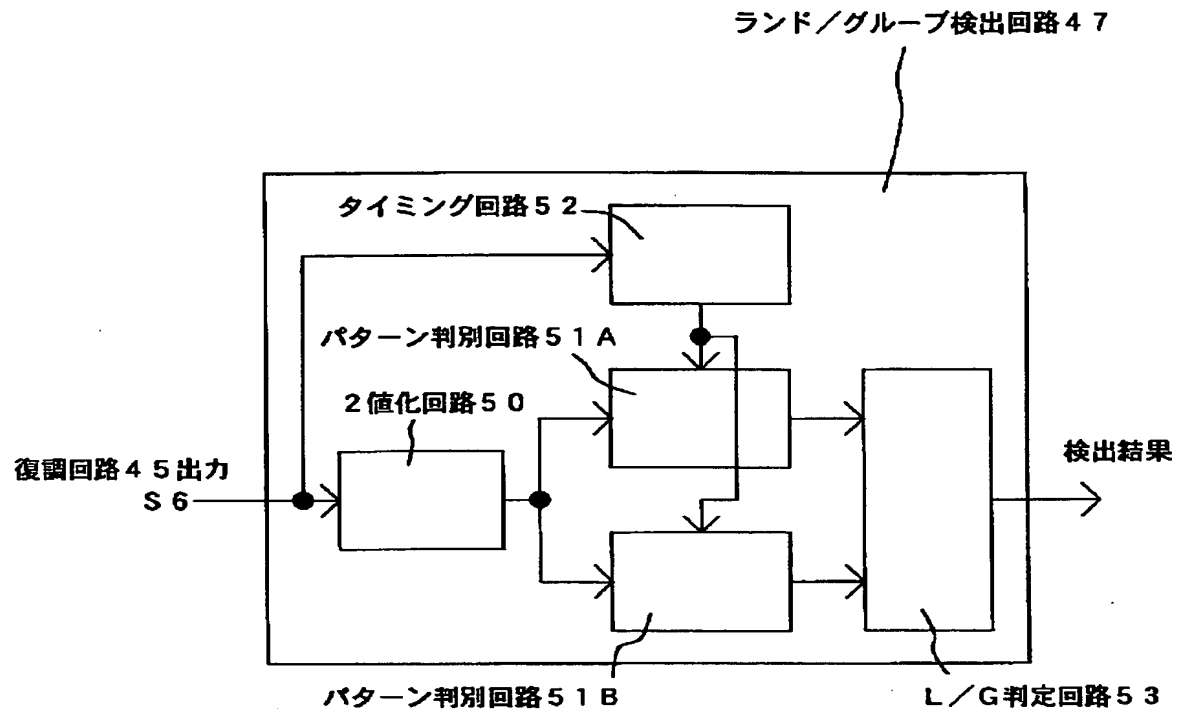 ランド／グルーブ検出回路４７
タイミング回路５２
パターン判別回路５１A
２値化回路５０
復調回路４５出力
S６
検出結果
パターン判別回路５１B
L／G判定回路５３